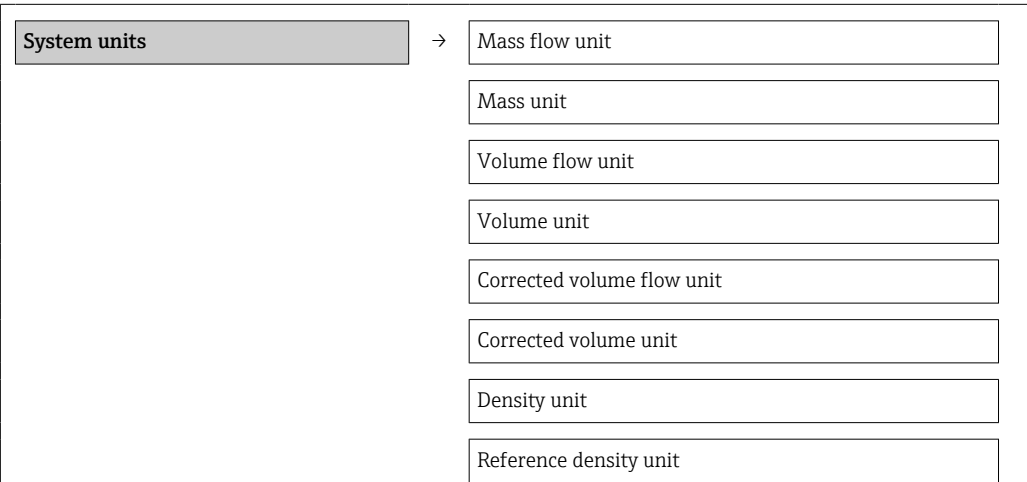 System units → Mass flow unit
Mass unit
Volume flow unit
Volume unit
Corrected volume flow unit
Corrected volume unit
Density unit
Reference density unit